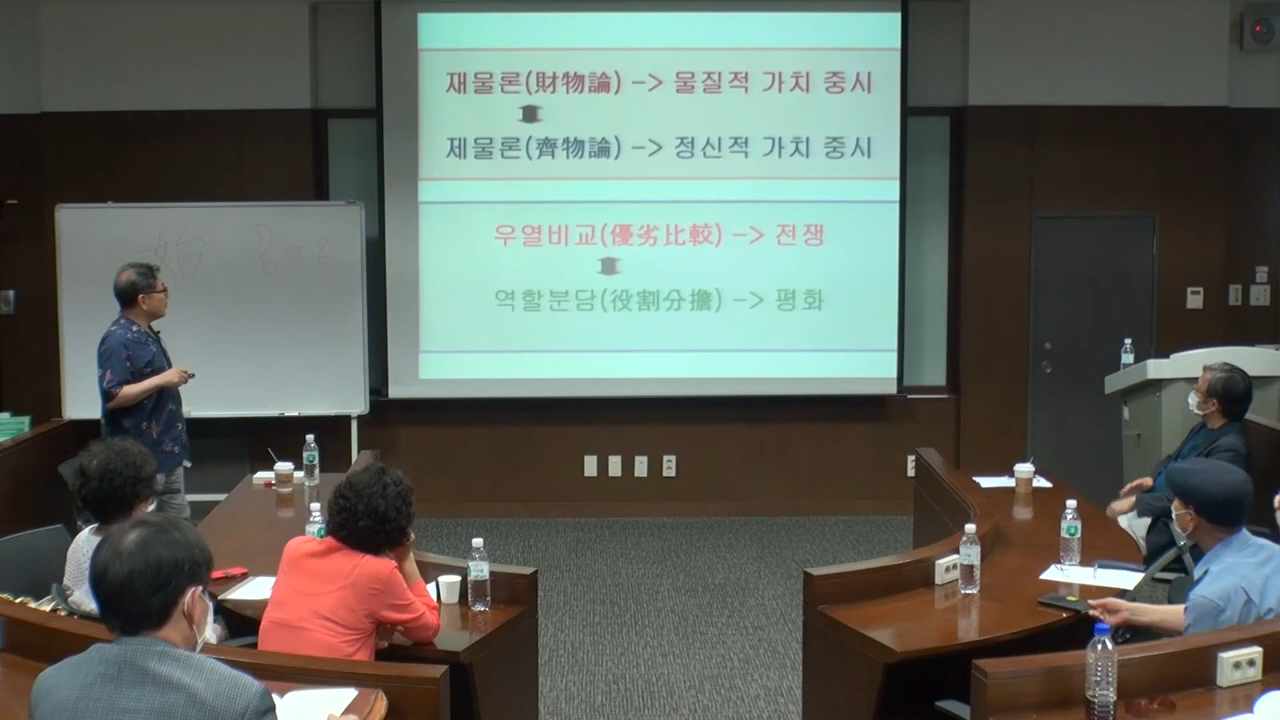 재물론(財物論) –> 물질적 가치 중시
제물론(齊物論) –> 정신적 가치 중시
우열비교(優劣比較) –> 전쟁
역할분담(役割分擔) –> 평화
始